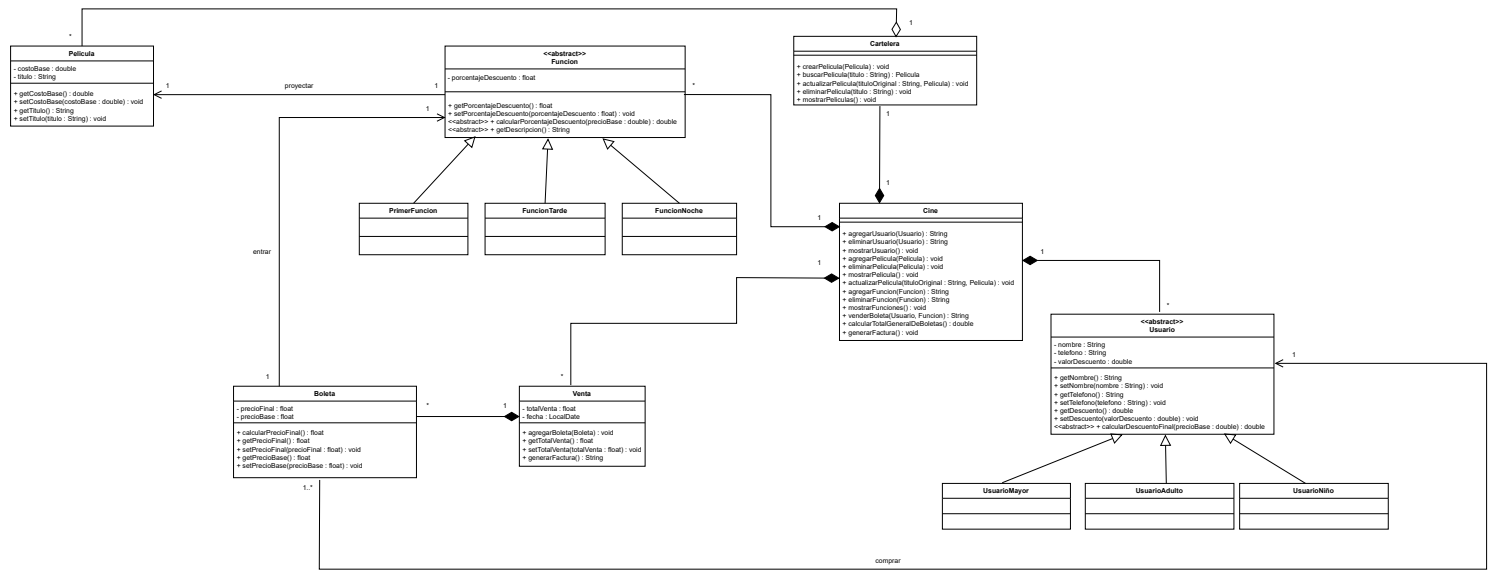 1
*
Pelicula
- costoBase : double
- titulo : String
+ getCostoBase() : double
+ setCostoBase(costoBase : double) : void
+ getTitulo() : String
+ setTitulo(titulo : String) : void
1
proyectar
1
<<abstract>>
Funcion
- porcentajeDescuento : float
+ getPorcentajeDescuento() : float
+ setPorcentajeDescuento(porcentajeDescuento : float) : void
<<abstract>> + calcularPorcentajeDescuento(precioBase : double) : double
<<abstract>> + getDescripcion() : String
1
*
Cartelera
+ crearPelicula(Pelicula) : void
+ buscarPelicula(titulo : String) : Pelicula
+ actualizarPelicula(tituloOriginal : String, Pelicula) : void
+ eliminarPelicula(titulo : String) : void
+ mostrarPeliculas() : void
1
1
PrimerFuncion
FuncionTarde
FuncionNoche
Cine
+ agregarUsuario(Usuario) : String
+ eliminarUsuario(Usuario) : String
+ mostrarUsuario() : void
+ agregarPelicula(Pelicula) : void
+ eliminarPelicula(Pelicula) : void
+ mostrarPelicula() : void
+ actualizarPelicula(tituloOriginal : String, Pelicula) : void
+ agregarFuncion(Funcion) : String
+ eliminarFuncion(Funcion) : String
+ mostrarFunciones() : void
+ venderBoleta(Usuario, Funcion) : String
+ calcularTotalGeneralDeBoletas() : double
+ generarFactura() : void
1
1
1
entrar
*
<<abstract>>
Usuario
- nombre : String
- telefono : String
- valorDescuento : double
+ getNombre() : String
+ setNombre(nombre : String) : void
+ getTelefono() : String
+ setTelefono(telefono : String) : void
+ getDescuento() : double
+ setDescuento(valorDescuento : double) : void
<<abstract>> + calcularDescuentoFinal(precioBase : double) : double
1
1
*
Boleta
- precioFinal : float
- precioBase : float
+ calcularPrecioFinal() : float
+ getPrecioFinal() : float
+ setPrecioFinal(precioFinal : float) : void
+ getPrecioBase() : float
+ setPrecioBase(precioBase : float) : void
*
1
Venta
- totalVenta : float
- fecha : LocalDate
+ agregarBoleta(Boleta) : void
+ getTotalVenta() : float
+ setTotalVenta(totalVenta : float) : void
+ generarFactura() : String
1..*
UsuarioMayor
UsuarioAdulto
UsuarioNiño
comprar